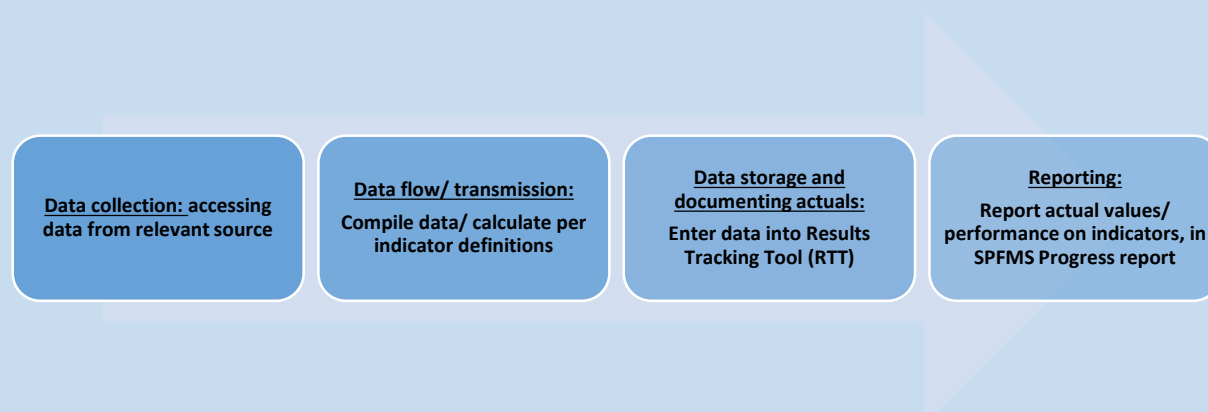 Data collection: accessing
data from relevant source
Data flow/ transmission:
Compile data/ calculate per
indicator definitions
Data storage and
documenting actuals:
Enter data into Results
Tracking Tool (RTT)
Reporting:
Report actual values/
performance on indicators, in
SPFMS Progress report